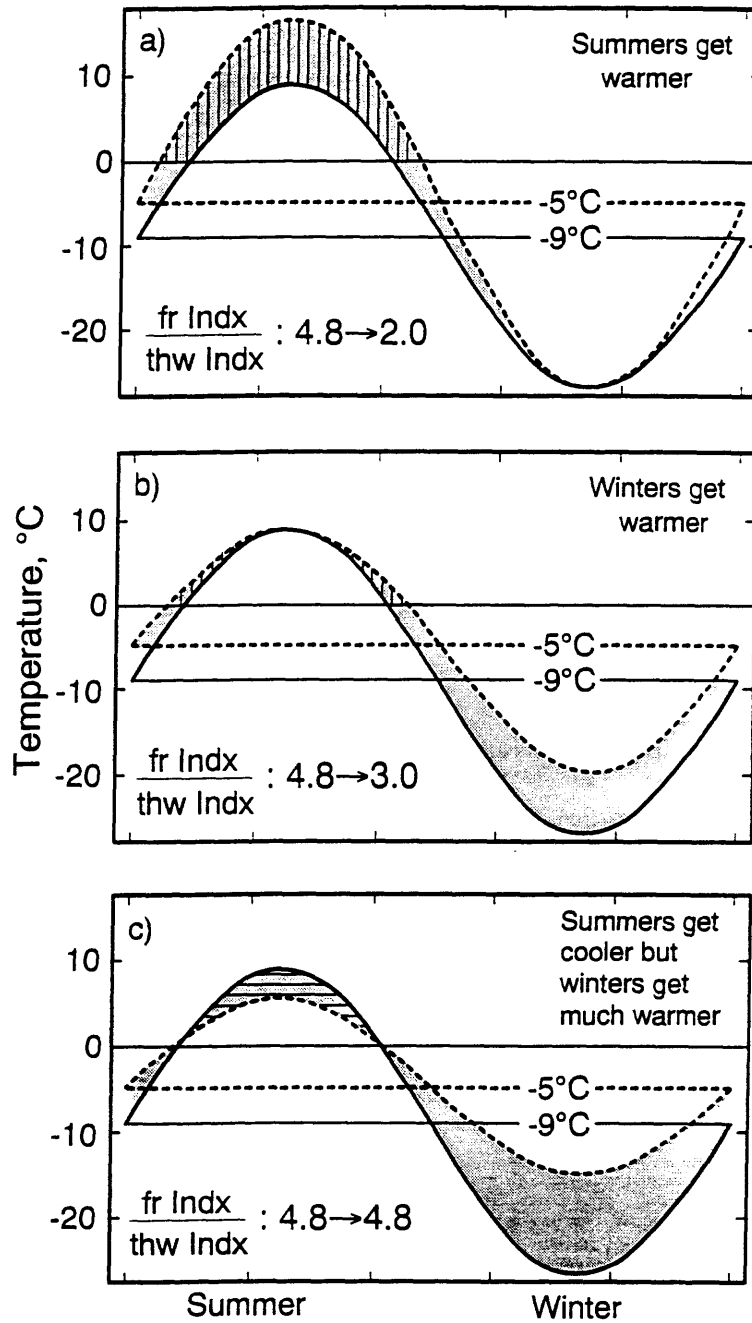 a)
Summers get
warmer
10
0
-10
-20
-5°C
-9°C
fr Indx
thw Indx
: 4.8→2.0
b)
Winters get
warmer
10
0
-10
-20
-5°C
-9°C
fr Indx
thw Indx
: 4.8→3.0
Temperature, °C
c)
Summers get
cooler but
winters get
much warmer
10
0
-10
-20
-5°C
-9°C
fr Indx
thw Indx
: 4.8→4.8
Summer
Winter